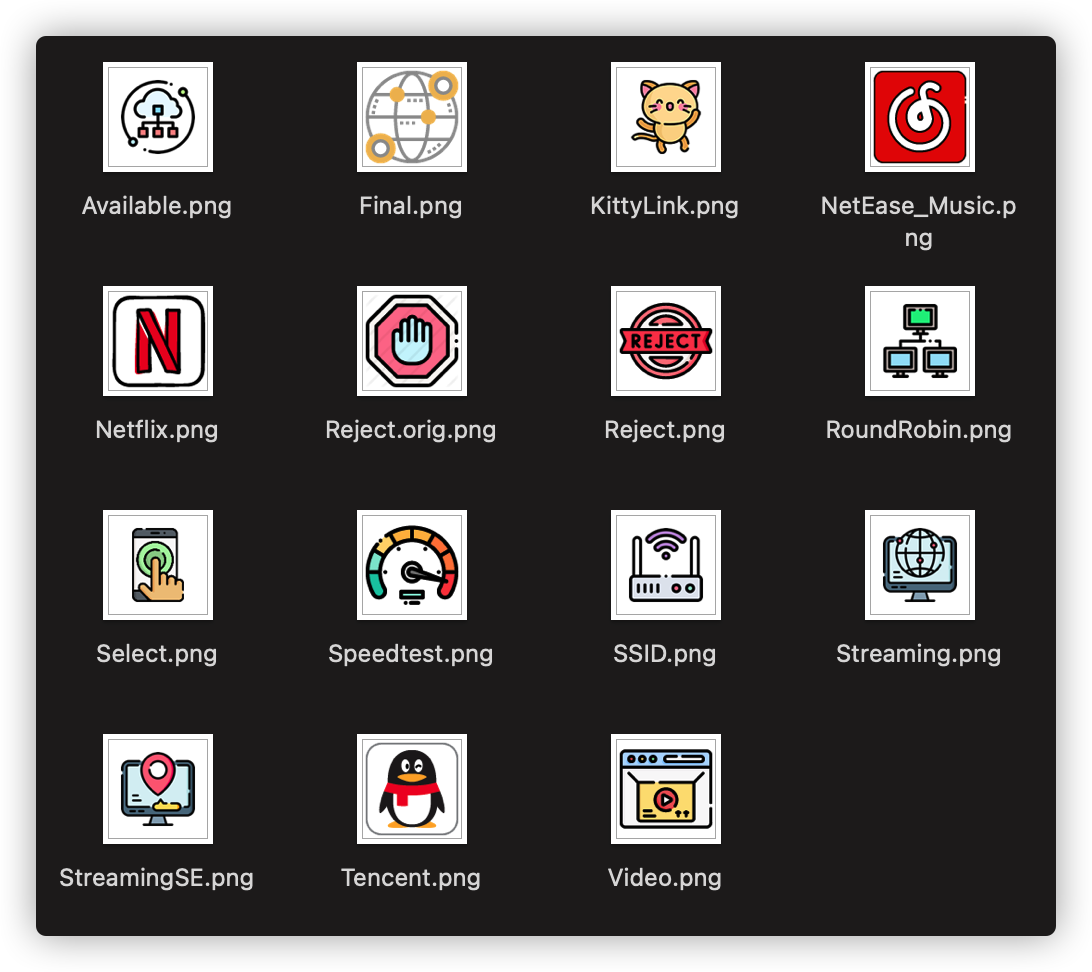 Available.png
Final.png
KittyLink.png
NetEase_Music.p
ng
N
Netflix.png
Reject.orig.png
REJECT
Reject.png
RoundRobin.png
Select.png
Speedtest.png
SSID.png
Streaming.png
StreamingSE.png
Tencent.png
Video.png